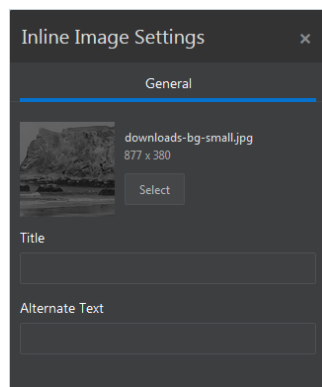 Inline Image Settings
×
General
downloads-bg-small.jpg
877 x 380
Select
Title
Alternate Text